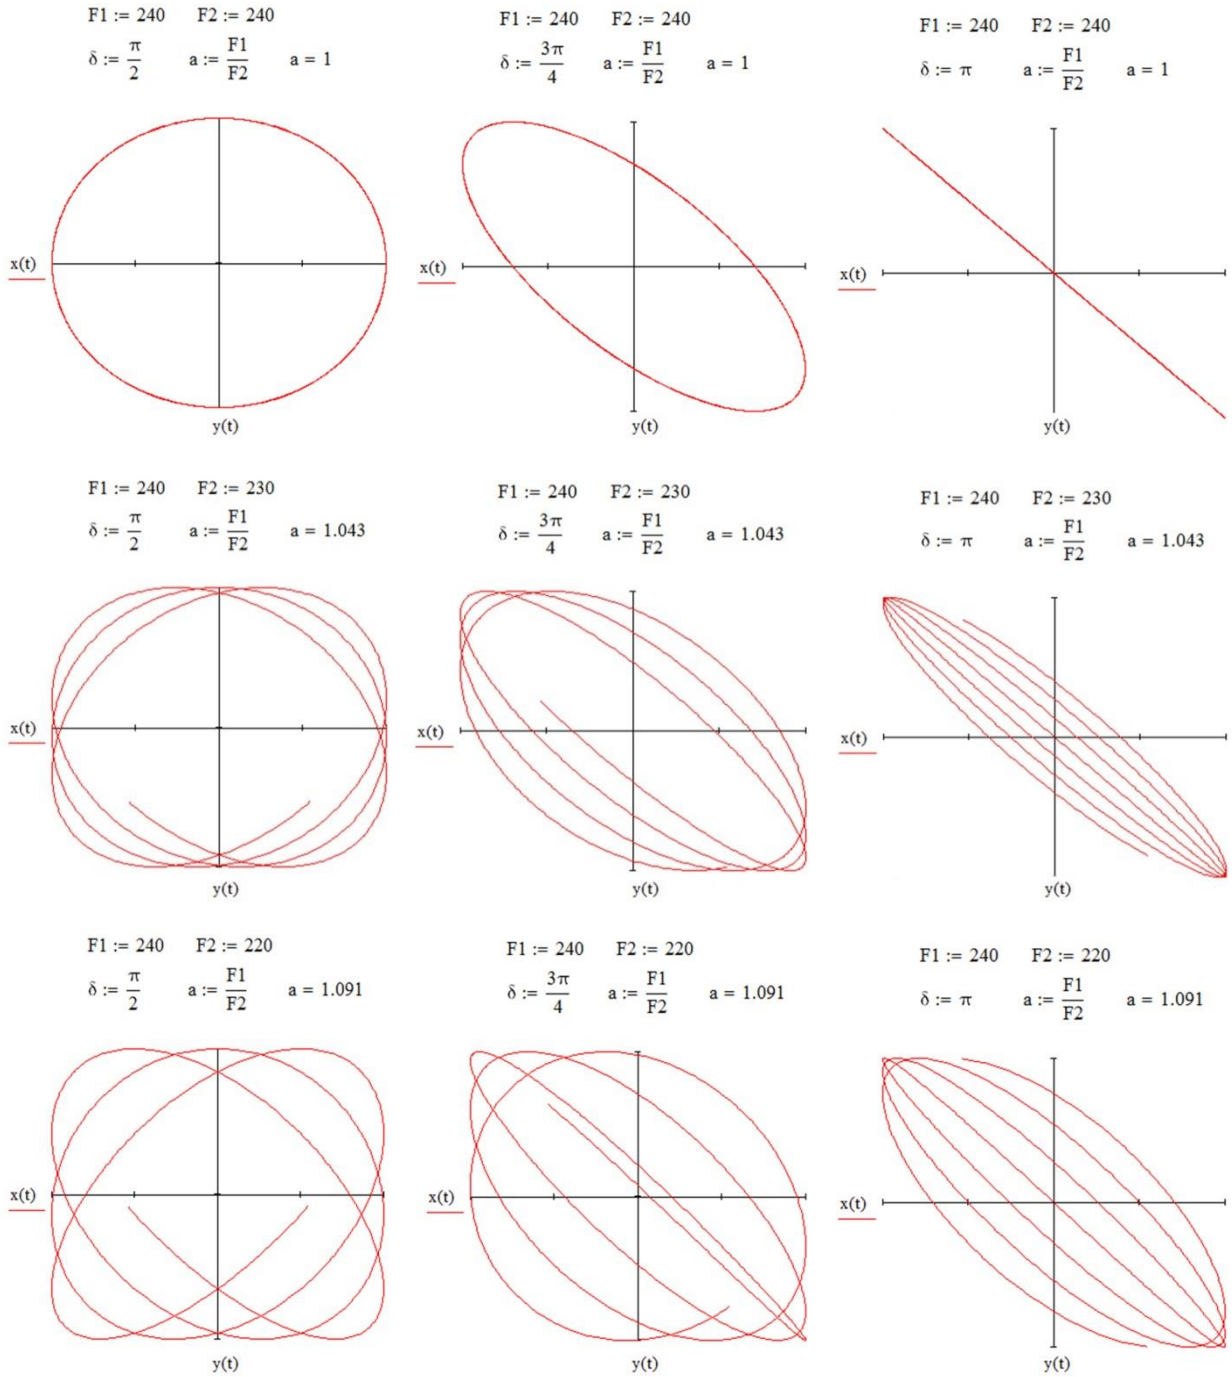 F1 := 240 F2 := 240
δ := π/2 a := F1/F2 a = 1
x(t)
y(t)
F1 := 240 F2 := 240
δ := 3π/4 a := F1/F2 a = 1
x(t)
y(t)
F1 := 240 F2 := 240
δ := π a := F1/F2 a = 1
x(t)
y(t)
F1 := 240 F2 := 230
δ := π/2 a := F1/F2 a = 1.043
x(t)
y(t)
F1 := 240 F2 := 230
δ := 3π/4 a := F1/F2 a = 1.043
x(t)
y(t)
F1 := 240 F2 := 230
δ := π a := F1/F2 a = 1.043
x(t)
y(t)
F1 := 240 F2 := 220
δ := π/2 a := F1/F2 a = 1.091
x(t)
y(t)
F1 := 240 F2 := 220
δ := 3π/4 a := F1/F2 a = 1.091
x(t)
y(t)
F1 := 240 F2 := 220
δ := π a := F1/F2 a = 1.091
x(t)
y(t)